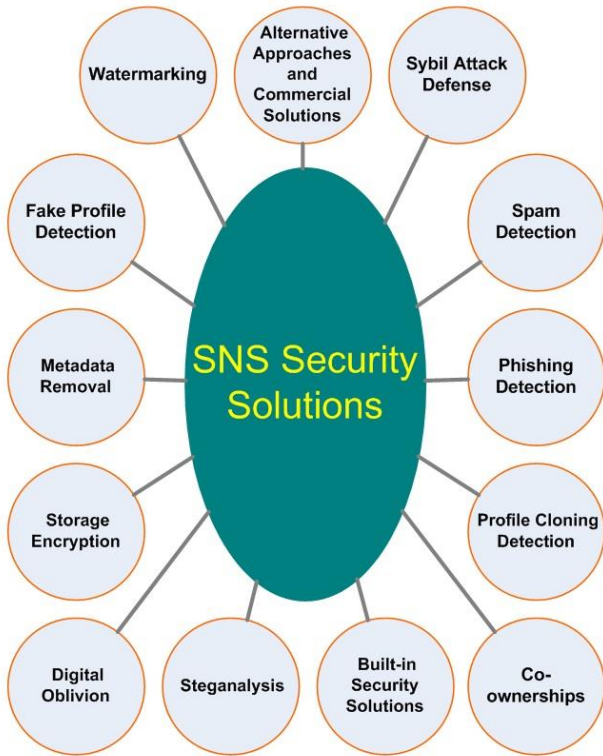 Watermarking
Alternative
Approaches
and
Commercial
Solutions
Sybil Attack
Defense
Fake Profile
Detection
Spam
Detection
SNS Security
Solutions
Metadata
Removal
Phishing
Detection
Storage
Encryption
Profile Cloning
Detection
Digital
Oblivion
Steganalysis
Built-in
Security
Solutions
Co-
ownerships